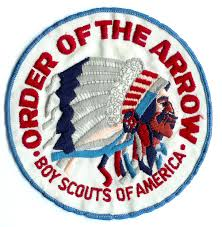 • ORDER OF THE ARROW •
BOY SCOUTS OF AMERICA